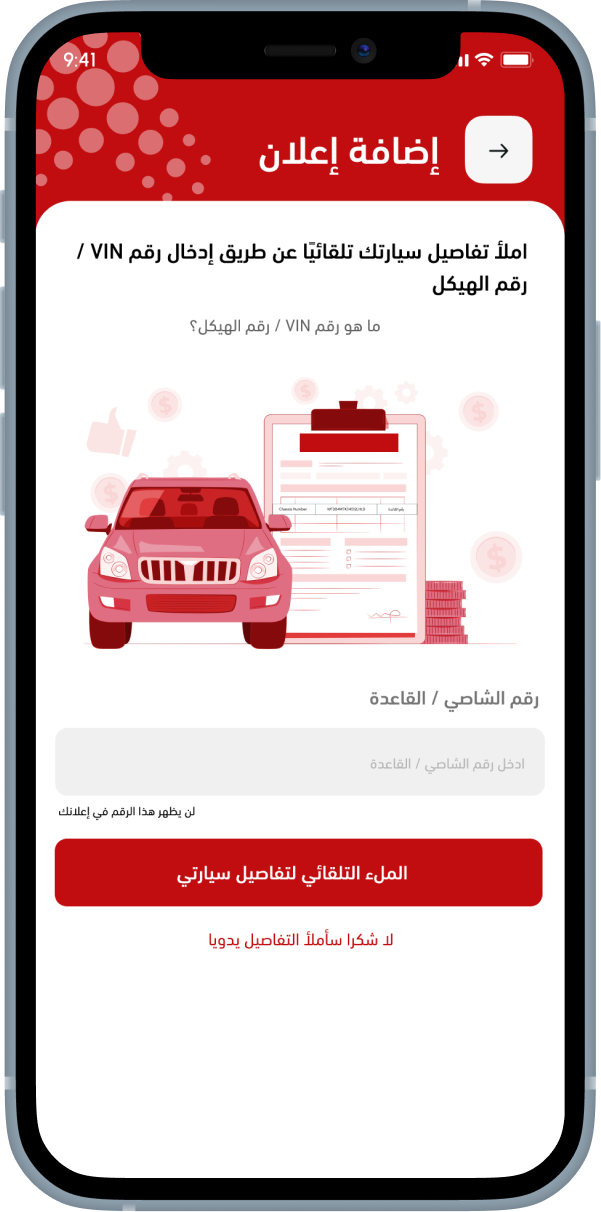 9:41
إضافة إعلان
املأ تفاصيل سيارتك تلقائيًا عن طريق إدخال رقم VIN /
رقم الهيكل
ما هو رقم VIN / رقم الهيكل؟
Chassis Number
رقم الشاصي / القاعدة
ادخل رقم الشاصي / القاعدة
لن يظهر هذا الرقم في إعلانك
الملء التلقائي لتفاصيل سيارتي
لا شكرا سأملأ التفاصيل يدويا